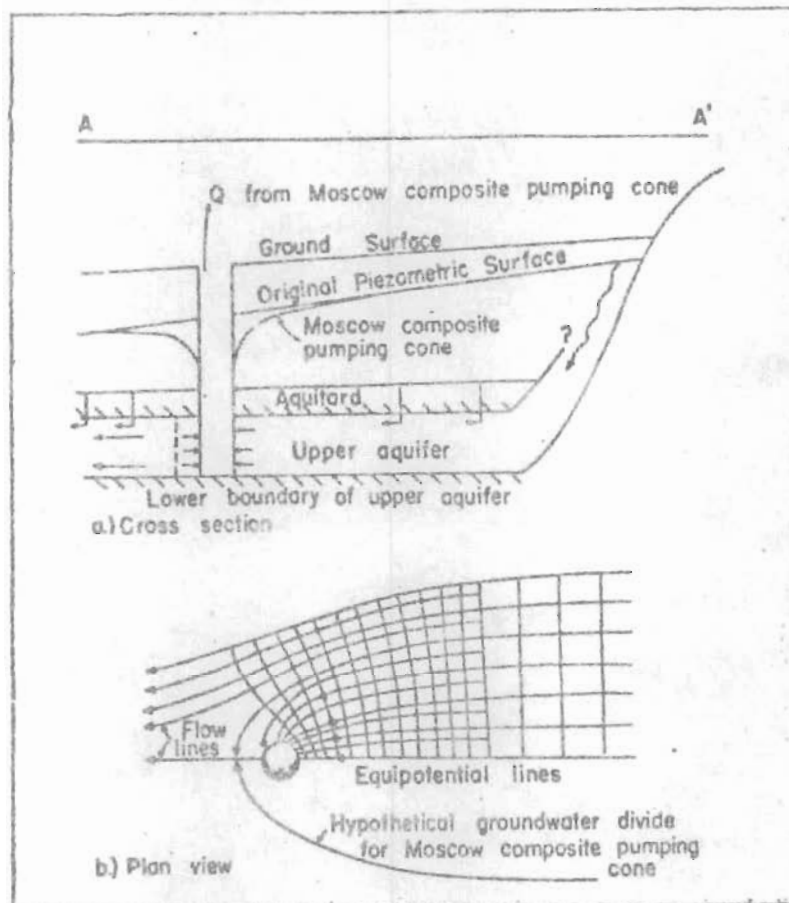 A A'
Q from Moscow composite pumping cone
Ground Surface
Original Piezometric Surface
Moscow composite
pumping cone
?
Aquitard
Upper aquifer
Lower boundary of upper aquifer
a.) Cross section
Flow
lines
Equipotential lines
Hypothetical groundwater divide
for Moscow composite pumping
cone
b.) Plan view